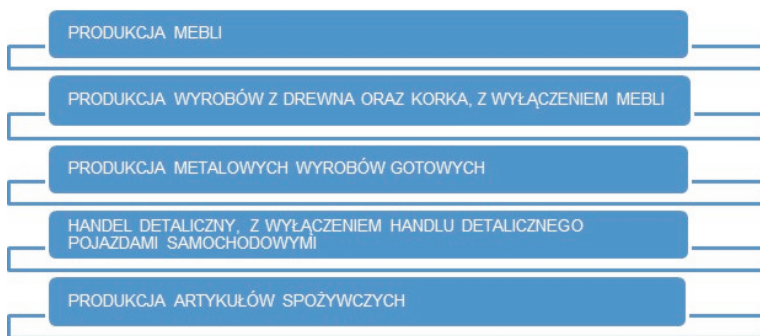 PRODUKCJA MEBLI
PRODUKCJA WYROBÓW Z DREWNA ORAZ KORKA, Z WYŁĄCZENIEM MEBLI
PRODUKCJA METALOWYCH WYROBÓW GOTOWYCH
HANDEL DETALICZNY, Z WYŁĄCZENIEM HANDLU DETALICZNEGO
POJAZDAMI SAMOCHODOWYMI
PRODUKCJA ARTYKUŁÓW SPOŻYWCZYCH